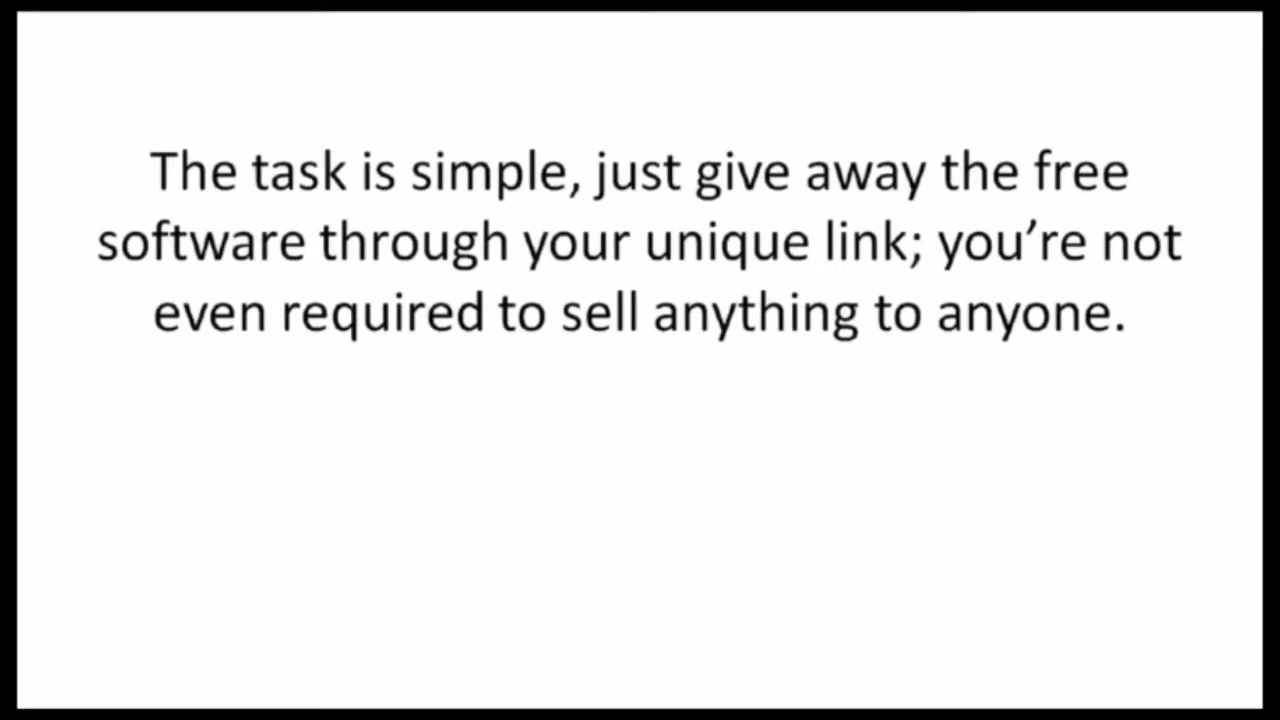 The task is simple, just give away the free
software through your unique link; you’re not
even required to sell anything to anyone.